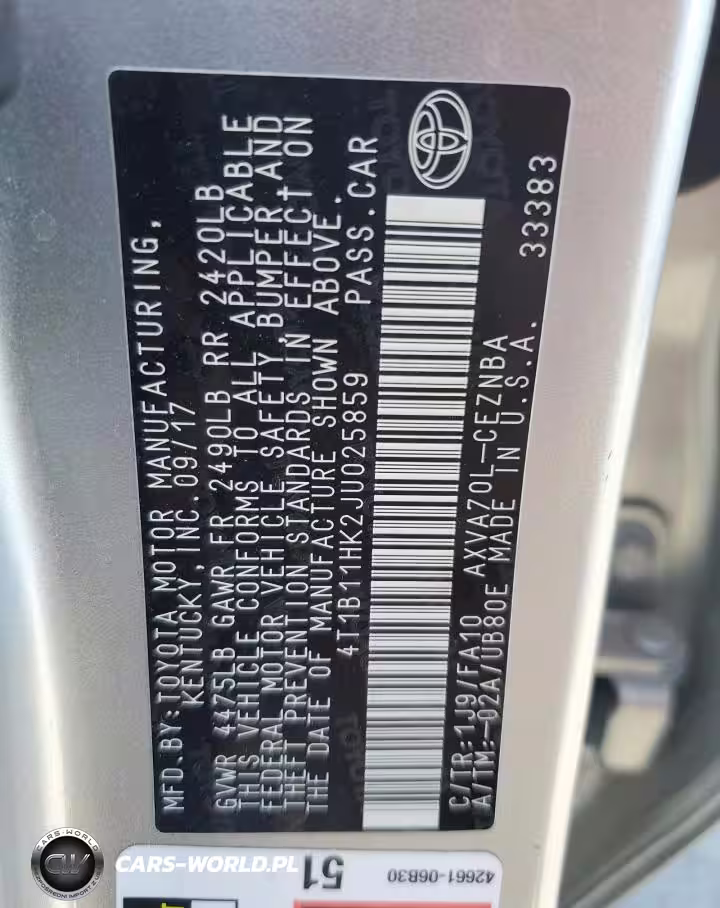 MFD.BY:TOYOTA MOTOR MANUFACTURING,
KENTUCKY,INC. 09/17
GVWR 4475LB GAWR FR 2490LB RR 2420LB
THIS VEHICLE CONFORMS TO ALL APPLICABLE
FEDERAL MOTOR VEHICLE SAFETY,BUMPER,AND
THEFT PREVENTION STANDARDS IN EFFECT ON
THE DATE OF MANUFACTURE SHOWN ABOVE.
4T1B11HK2JU025859 PASS.CAR
C/TR:1J9/FA10 AXVA70L-CEZNBA 33383
A/TM:-02A/UB80E MADE IN U.S.A.
51 42661-06B30
CARS-WORLD
CW
CARS-WORLD.PL